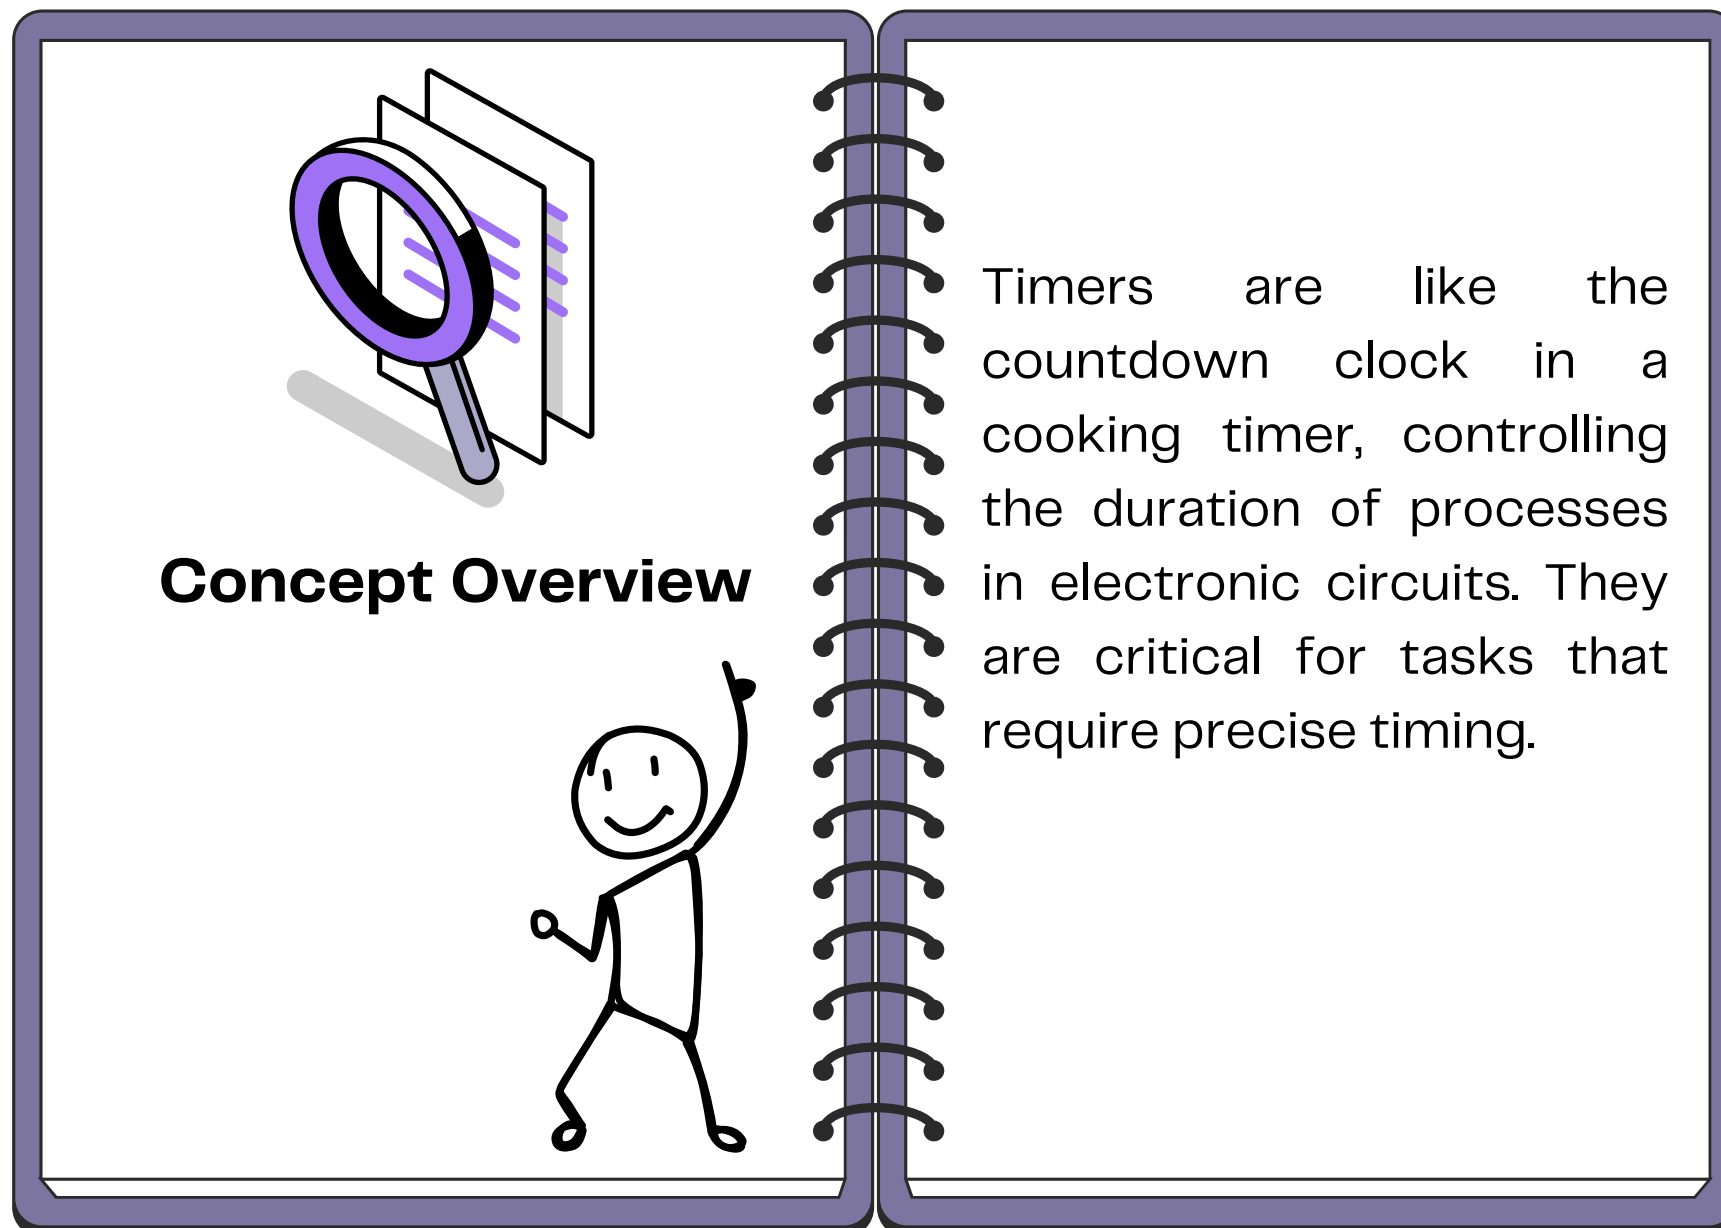 Concept Overview
Timers are like the
countdown clock in a
cooking timer, controlling
the duration of processes
in electronic circuits. They
are critical for tasks that
require precise timing.